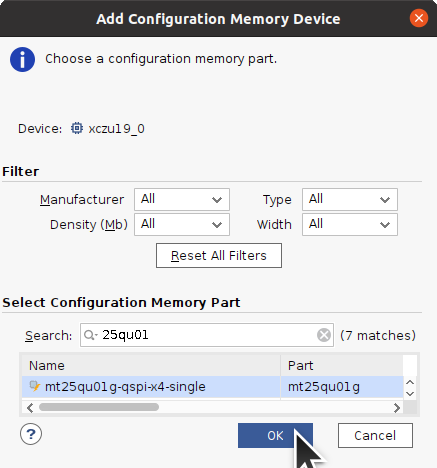 Add Configuration Memory Device
Choose a configuration memory part.
Device: xczu19_0
Filter
Manufacturer All Type All
Density (Mb) All Width All
Reset All Filters
Select Configuration Memory Part
Search: 25qu01 (7 matches)
Name Part
mt25qu01g-qspi-x4-single mt25qu01g
? OK Cancel